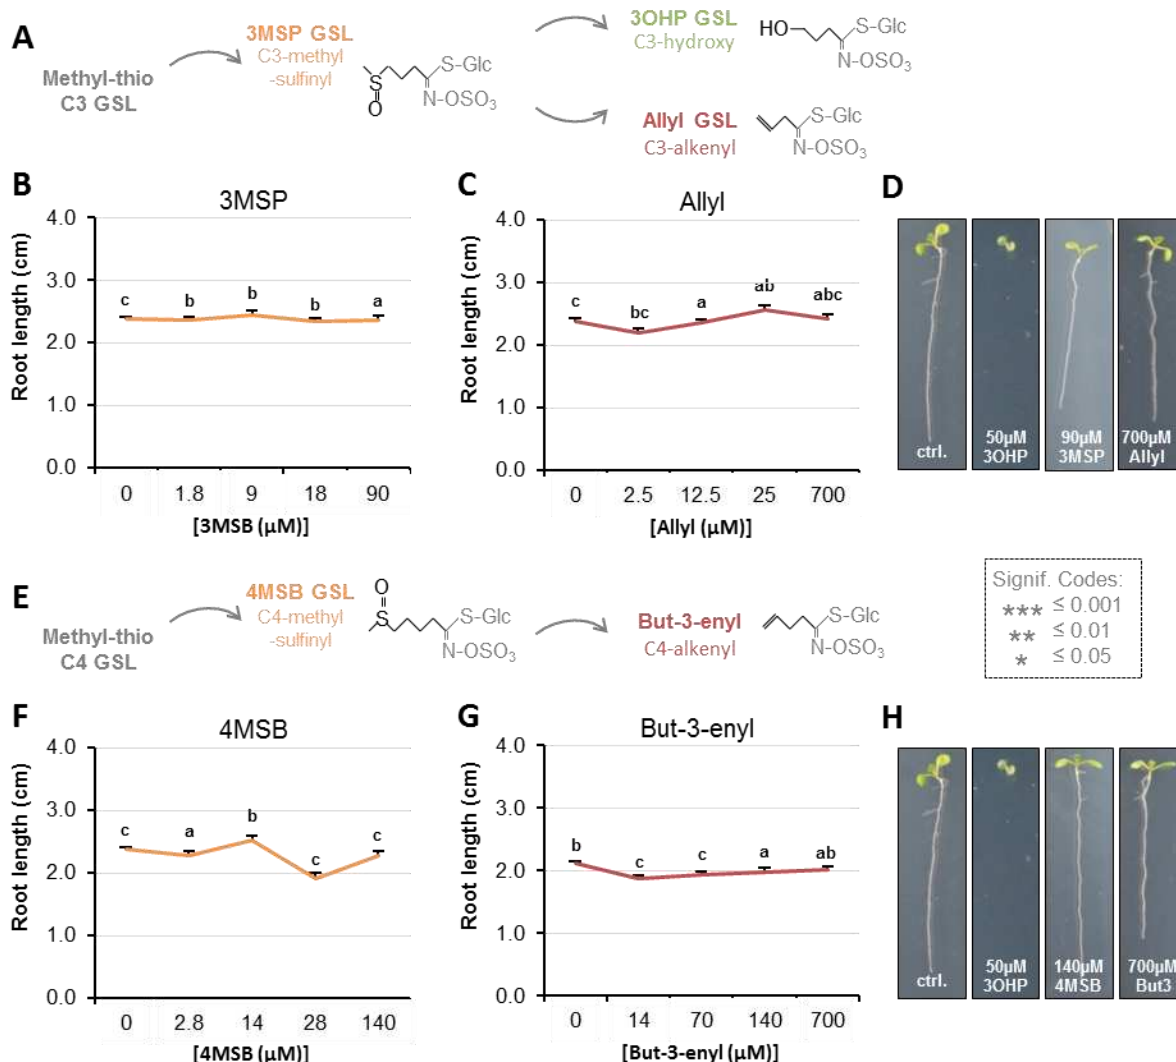 A
Methyl-thio
C3 GSL
3MSP GSL
C3-methyl
-sulfinyl
S
O
S-Glc
N-OSO3
3OHP GSL
C3-hydroxy
HO
S-Glc
N-OSO3
Allyl GSL
C3-alkenyl
S-Glc
N-OSO3
B
3MSP
Root length (cm)
4.0
3.0
2.0
1.0
0.0
c b b b a
0 1.8 9 18 90
[3MSB (µM)]
C
Allyl
Root length (cm)
4.0
3.0
2.0
1.0
0.0
c bc a ab abc
0 2.5 12.5 25 700
[Allyl (µM)]
D
ctrl.
50µM
3OHP
90µM
3MSP
700µM
Allyl
E
Methyl-thio
C4 GSL
4MSB GSL
C4-methyl
-sulfinyl
O
S
S-Glc
N-OSO3
But-3-enyl
C4-alkenyl
S-Glc
N-OSO3
Signif. Codes:
*** ≤ 0.001
** ≤ 0.01
* ≤ 0.05
F
4MSB
Root length (cm)
4.0
3.0
2.0
1.0
0.0
c a b c c
0 2.8 14 28 140
[4MSB (µM)]
G
But-3-enyl
Root length (cm)
4.0
3.0
2.0
1.0
0.0
b c c a ab
0 14 70 140 700
[But-3-enyl (µM)]
H
ctrl.
50µM
3OHP
140µM
4MSB
700µM
But3